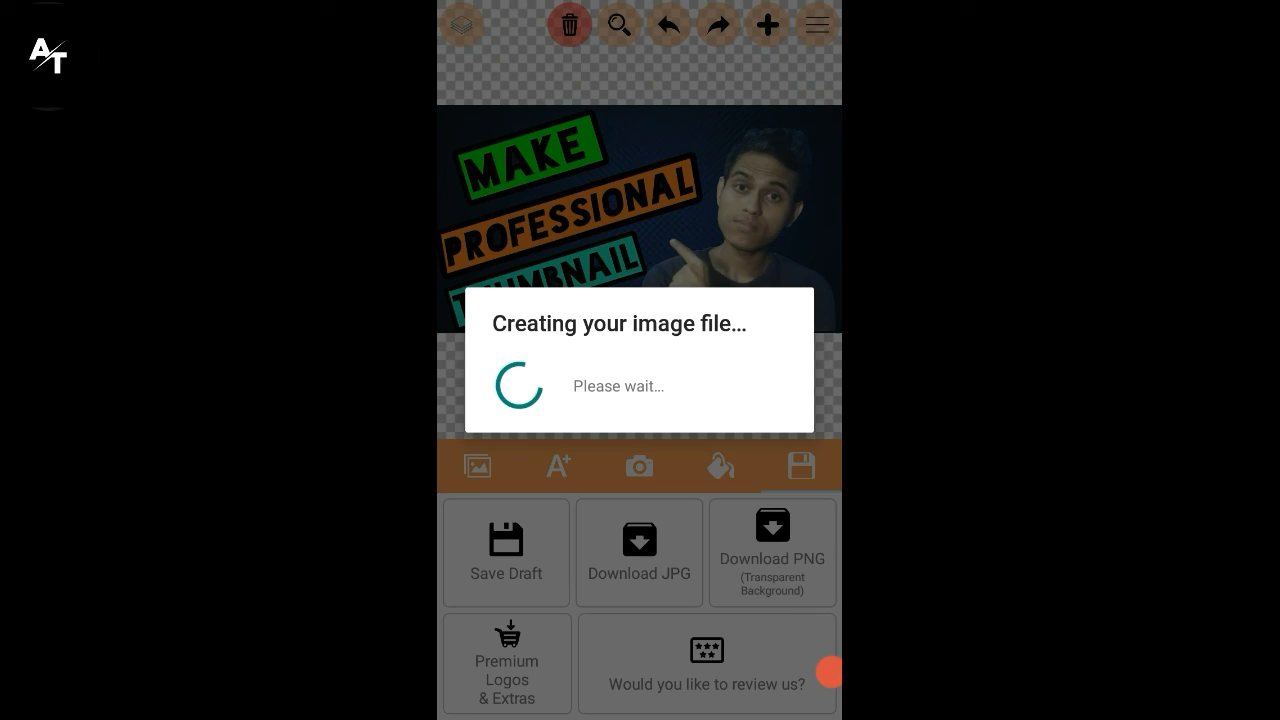 AT
MAKE
PROFESSIONAL
THUMBNAIL
Creating your image file...
Please wait...
A+
Save Draft
Download JPG
Download PNG
(Transparent
Background)
Premium
Logos
& Extras
Would you like to review us?